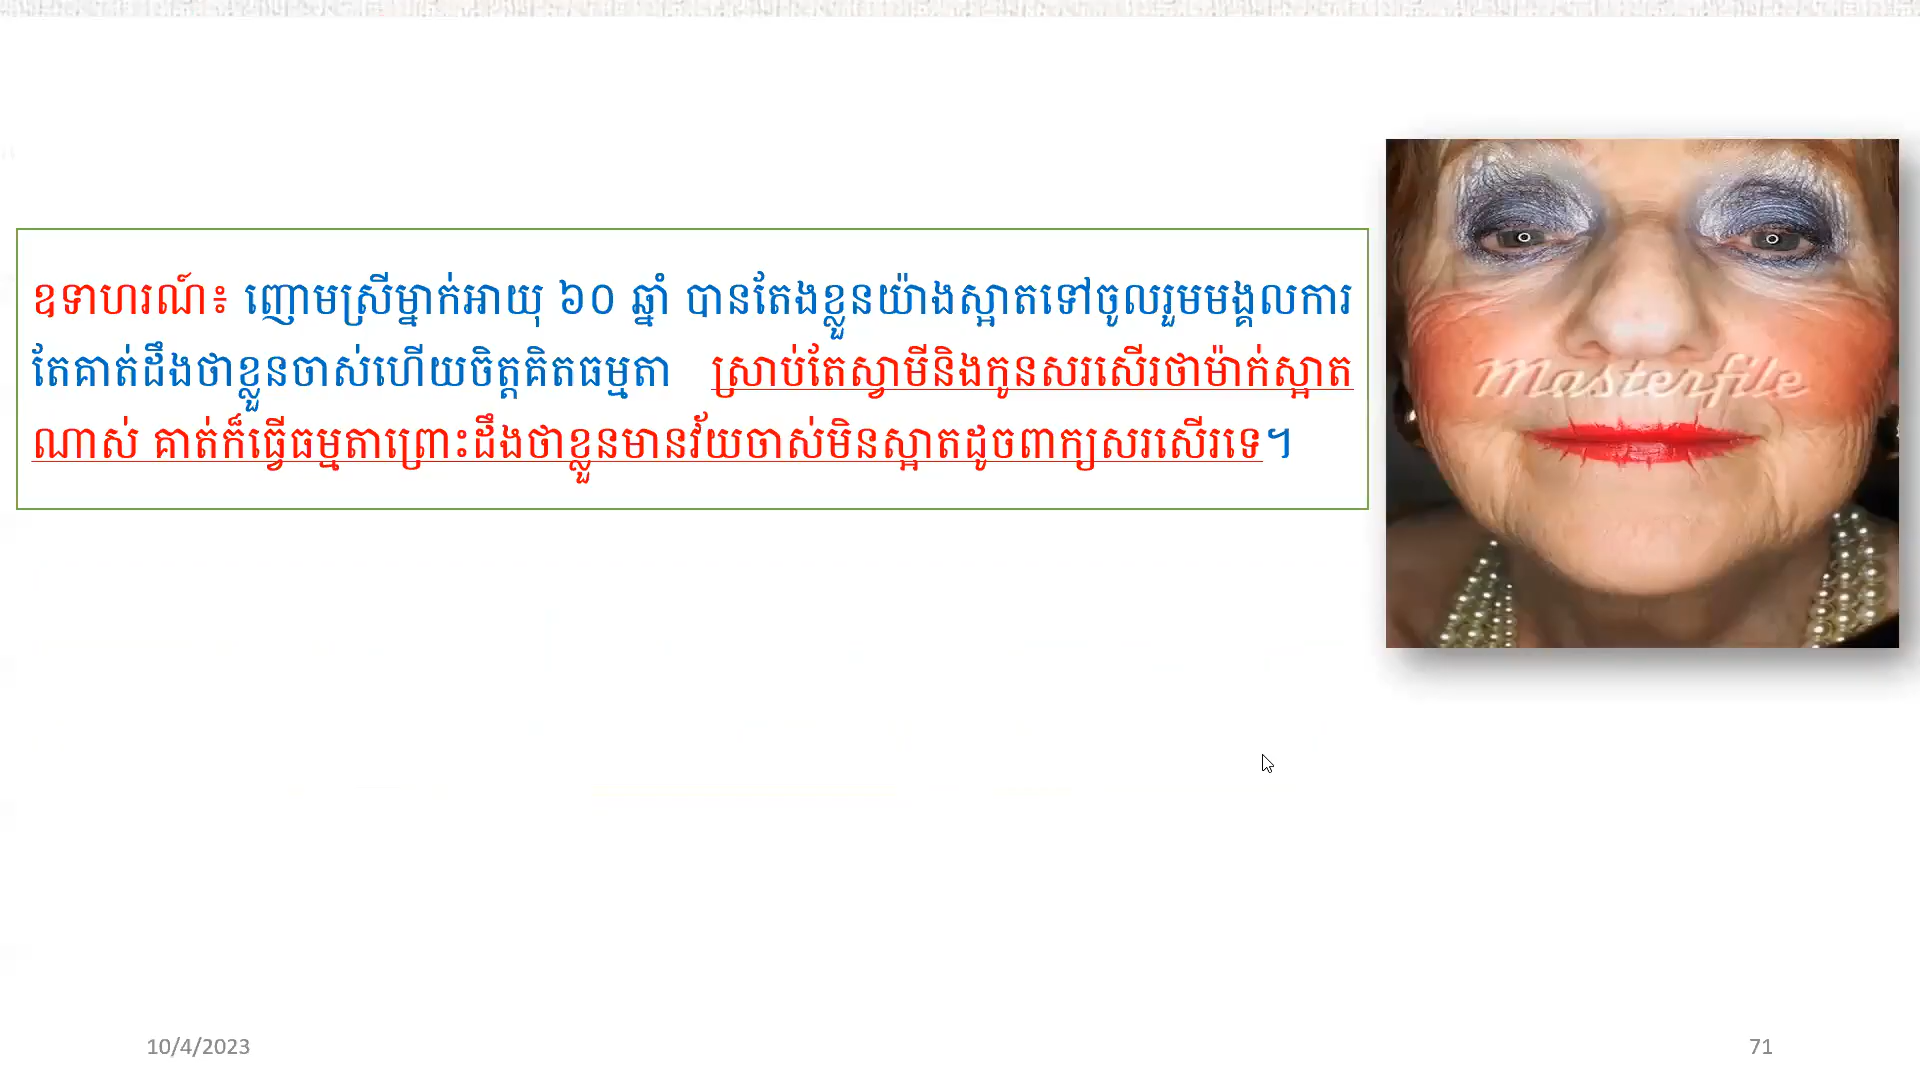 ឧទាហរណ៍៖ ញោមស្រីម្នាក់អាយុ ៦០ ឆ្នាំ បានតែងខ្លួនយ៉ាងស្អាតទៅចូលរួមមង្គលការ
តែគាត់ដឹងថាខ្លួនចាស់ហើយចិត្តគិតធម្មតា ស្រាប់តែស្វាមីនិងកូនសរសើរថាម៉ាក់ស្អាត
ណាស់ គាត់ក៏ធ្វើធម្មតាព្រោះដឹងថាខ្លួនមានវ័យចាស់មិនស្អាតដូចពាក្យសរសើរទេ។
Masterfile
10/4/2023
71